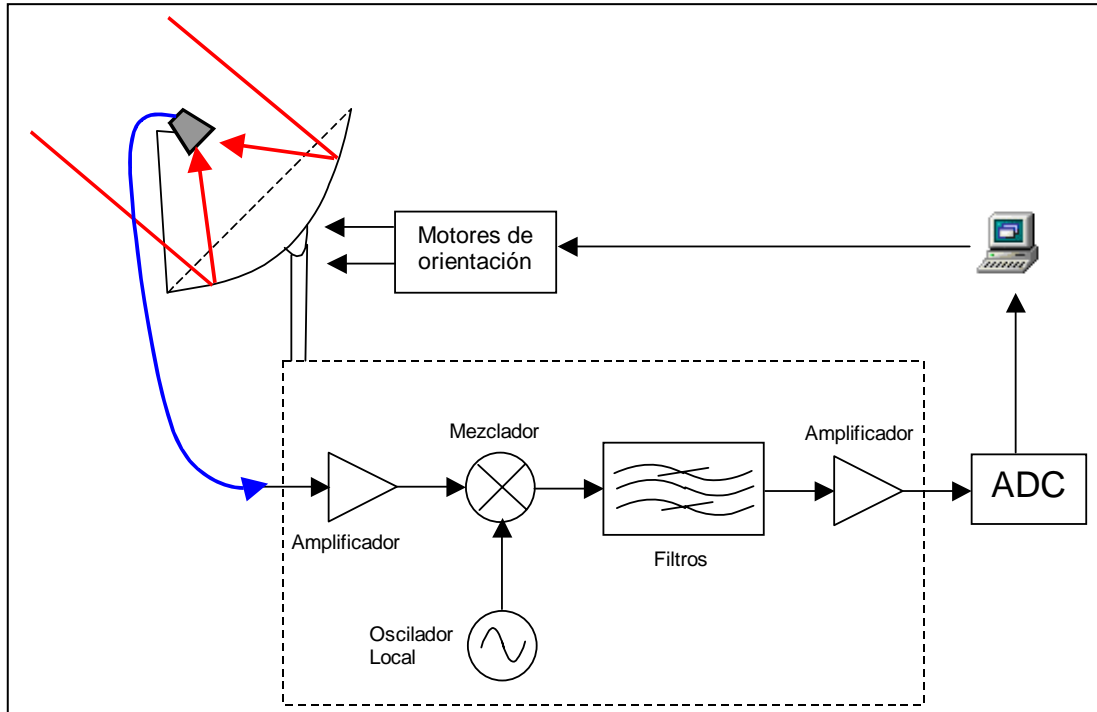 Motores de
orientación
Mezclador
Amplificador
ADC
Amplificador
Filtros
Oscilador
Local